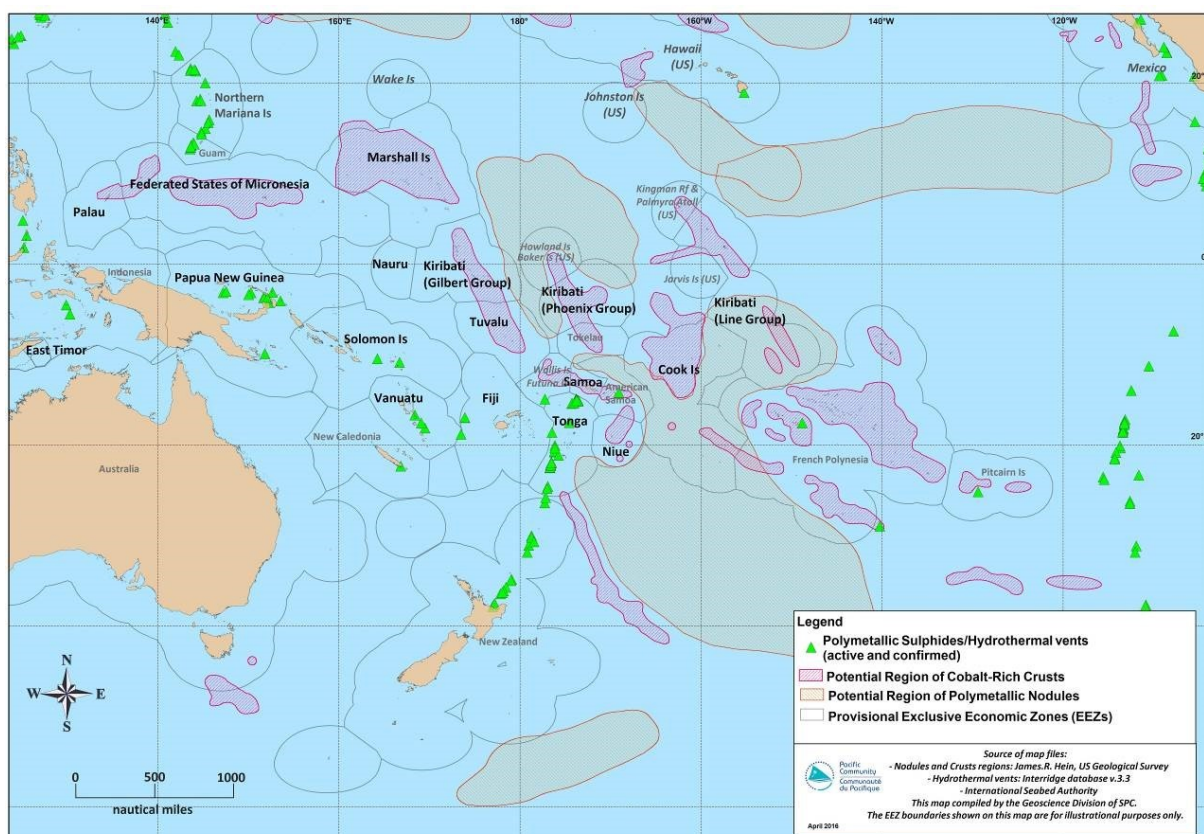 140°E
160°E
180°
160°W
140°W
120°W
Hawaii
(US)
Mexico
20°
Wake Is
Johnston Is
(US)
Northern
Mariana Is
Guam
Marshall Is
Federated States of Micronesia
Palau
Kingman Rf &
Palmyra Atoll
(US)
Howland Is
Baker Is (US)
0
Indonesia
Papua New Guinea
Nauru
Kiribati
(Gilbert Group)
Kiribati
(Phoenix Group)
Jarvis Is (US)
Kiribati
(Line Group)
Tuvalu
Tokelau
East Timor
Solomon Is
Wallis Is
Futuna
Samoa
American
Samoa
Cook Is
Vanuatu
Fiji
Tonga
Niue
New Caledonia
20°
French Polynesia
Pitcairn Is
Australia
New Zealand
N
W E
S
0 500 1000
nautical miles
Legend
Polymetallic Sulphides/Hydrothermal vents
(active and confirmed)
Potential Region of Cobalt-Rich Crusts
Potential Region of Polymetallic Nodules
Provisional Exclusive Economic Zones (EEZs)
Pacific
Community
Communauté
du Pacifique
April 2016
Source of map files:
- Nodules and Crusts regions: James.R. Hein, US Geological Survey
- Hydrothermal vents: Interridge database v.3.3
- International Seabed Authority
This map compiled by the Geoscience Division of SPC.
The EEZ boundaries shown on this map are for illustrational purposes only.